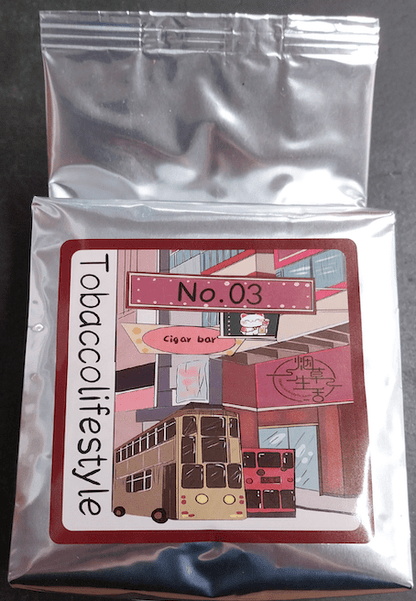 Tobaccolifestyle
No.03
Cigar bar
烟草
生活